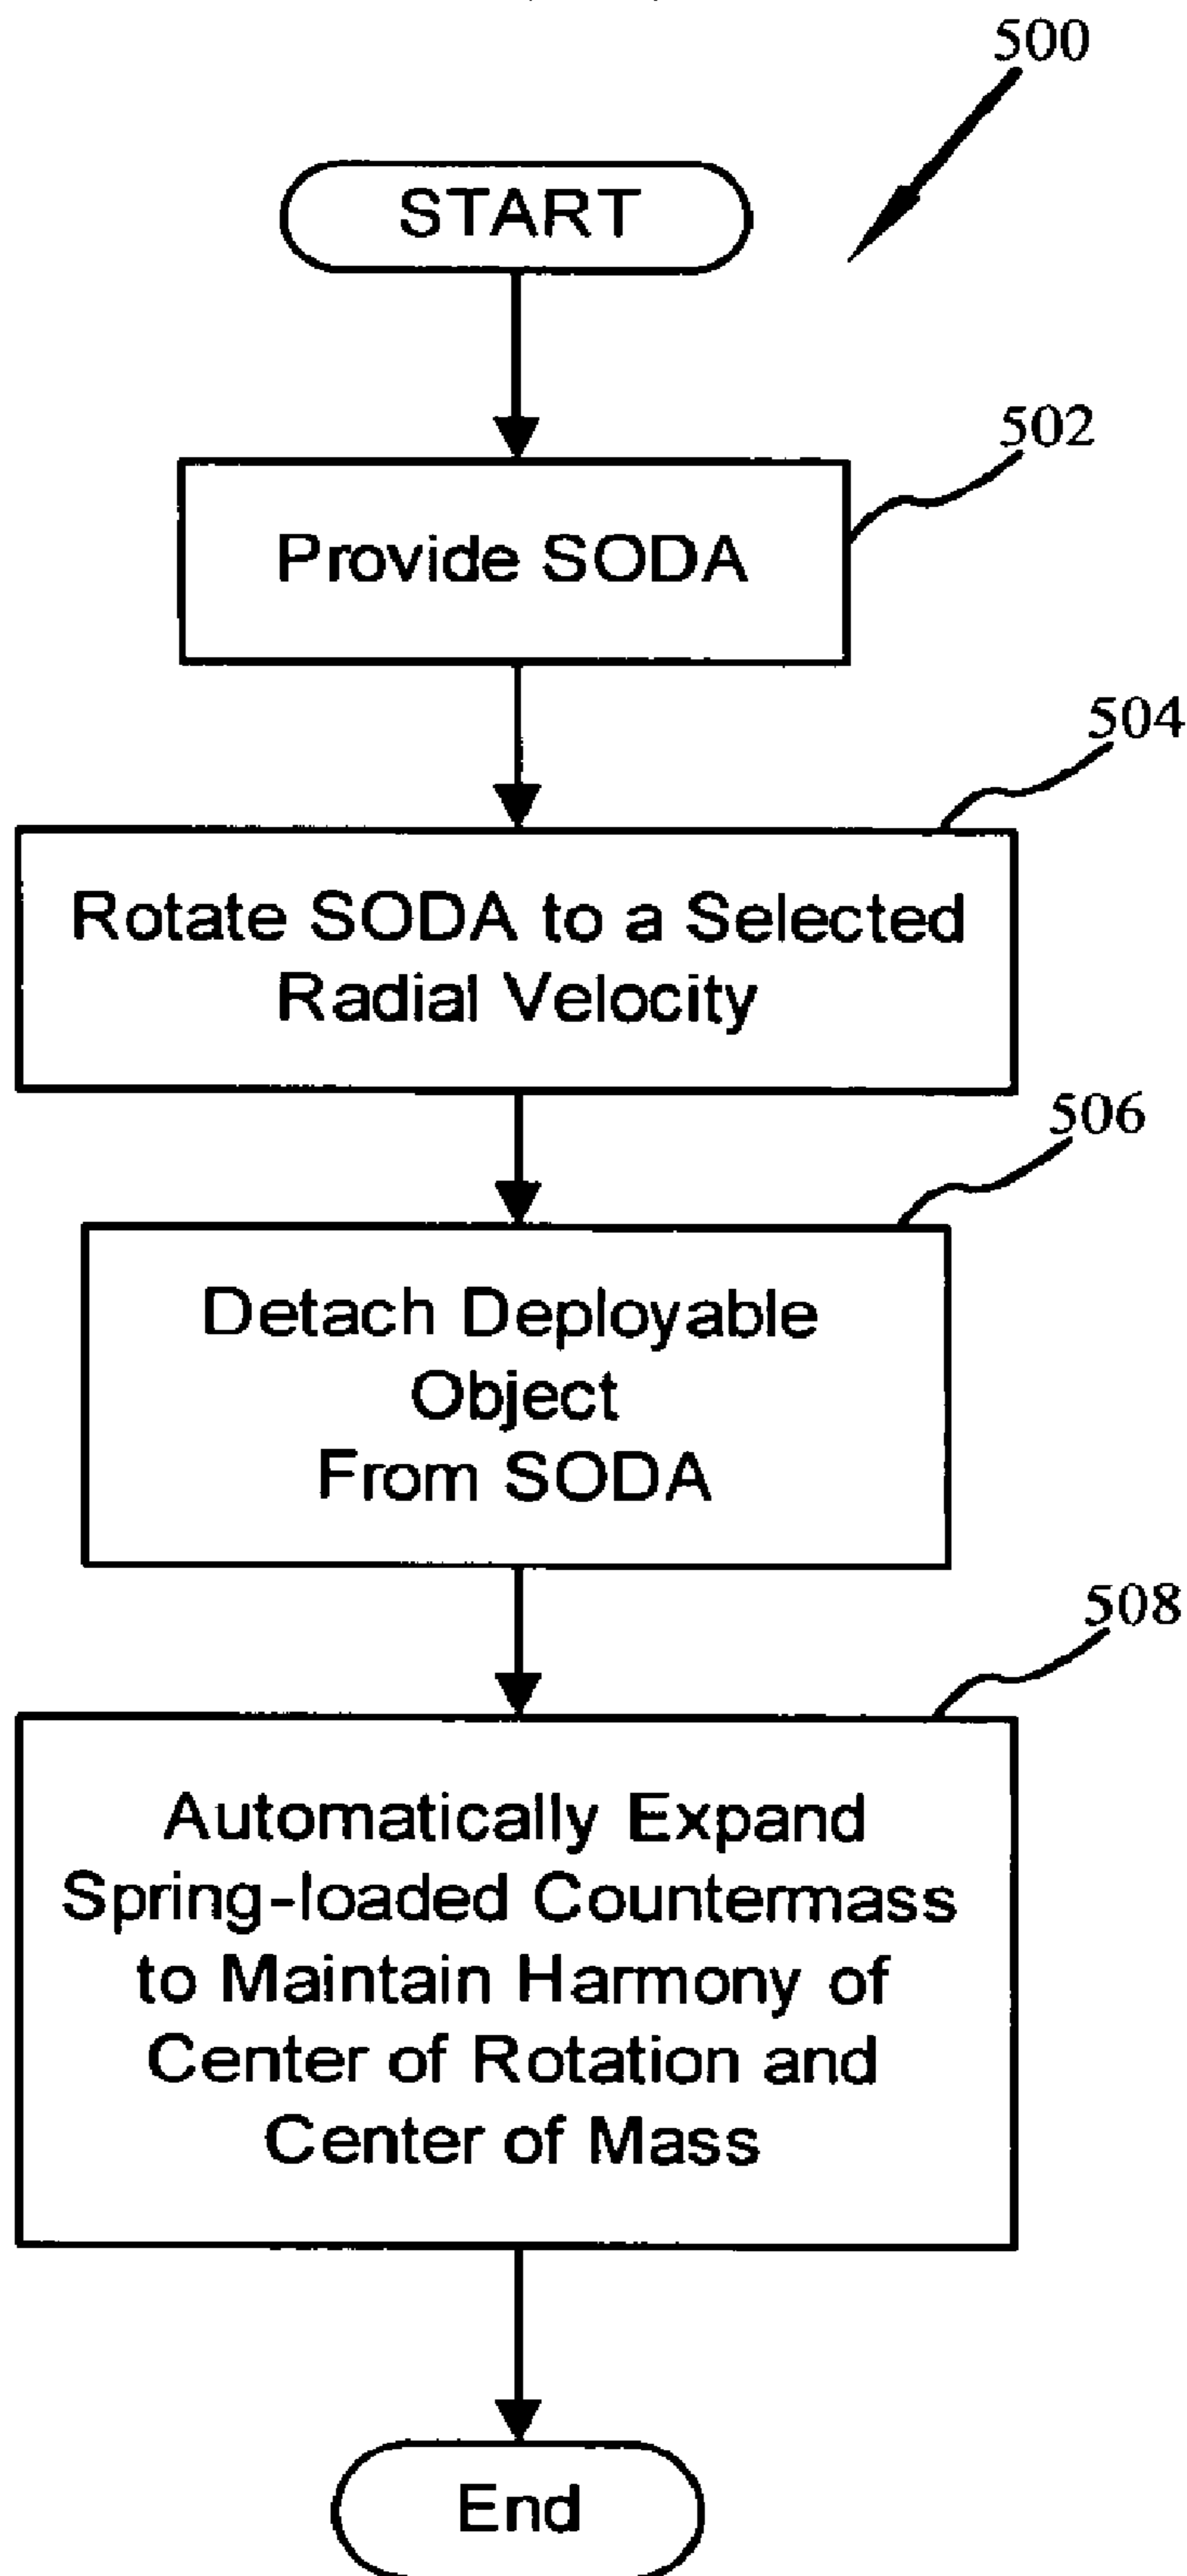 500
START
502
Provide SODA
504
Rotate SODA to a Selected
Radial Velocity
506
Detach Deployable
Object
From SODA
508
Automatically Expand
Spring-loaded Countermass
to Maintain Harmony of
Center of Rotation and
Center of Mass
End